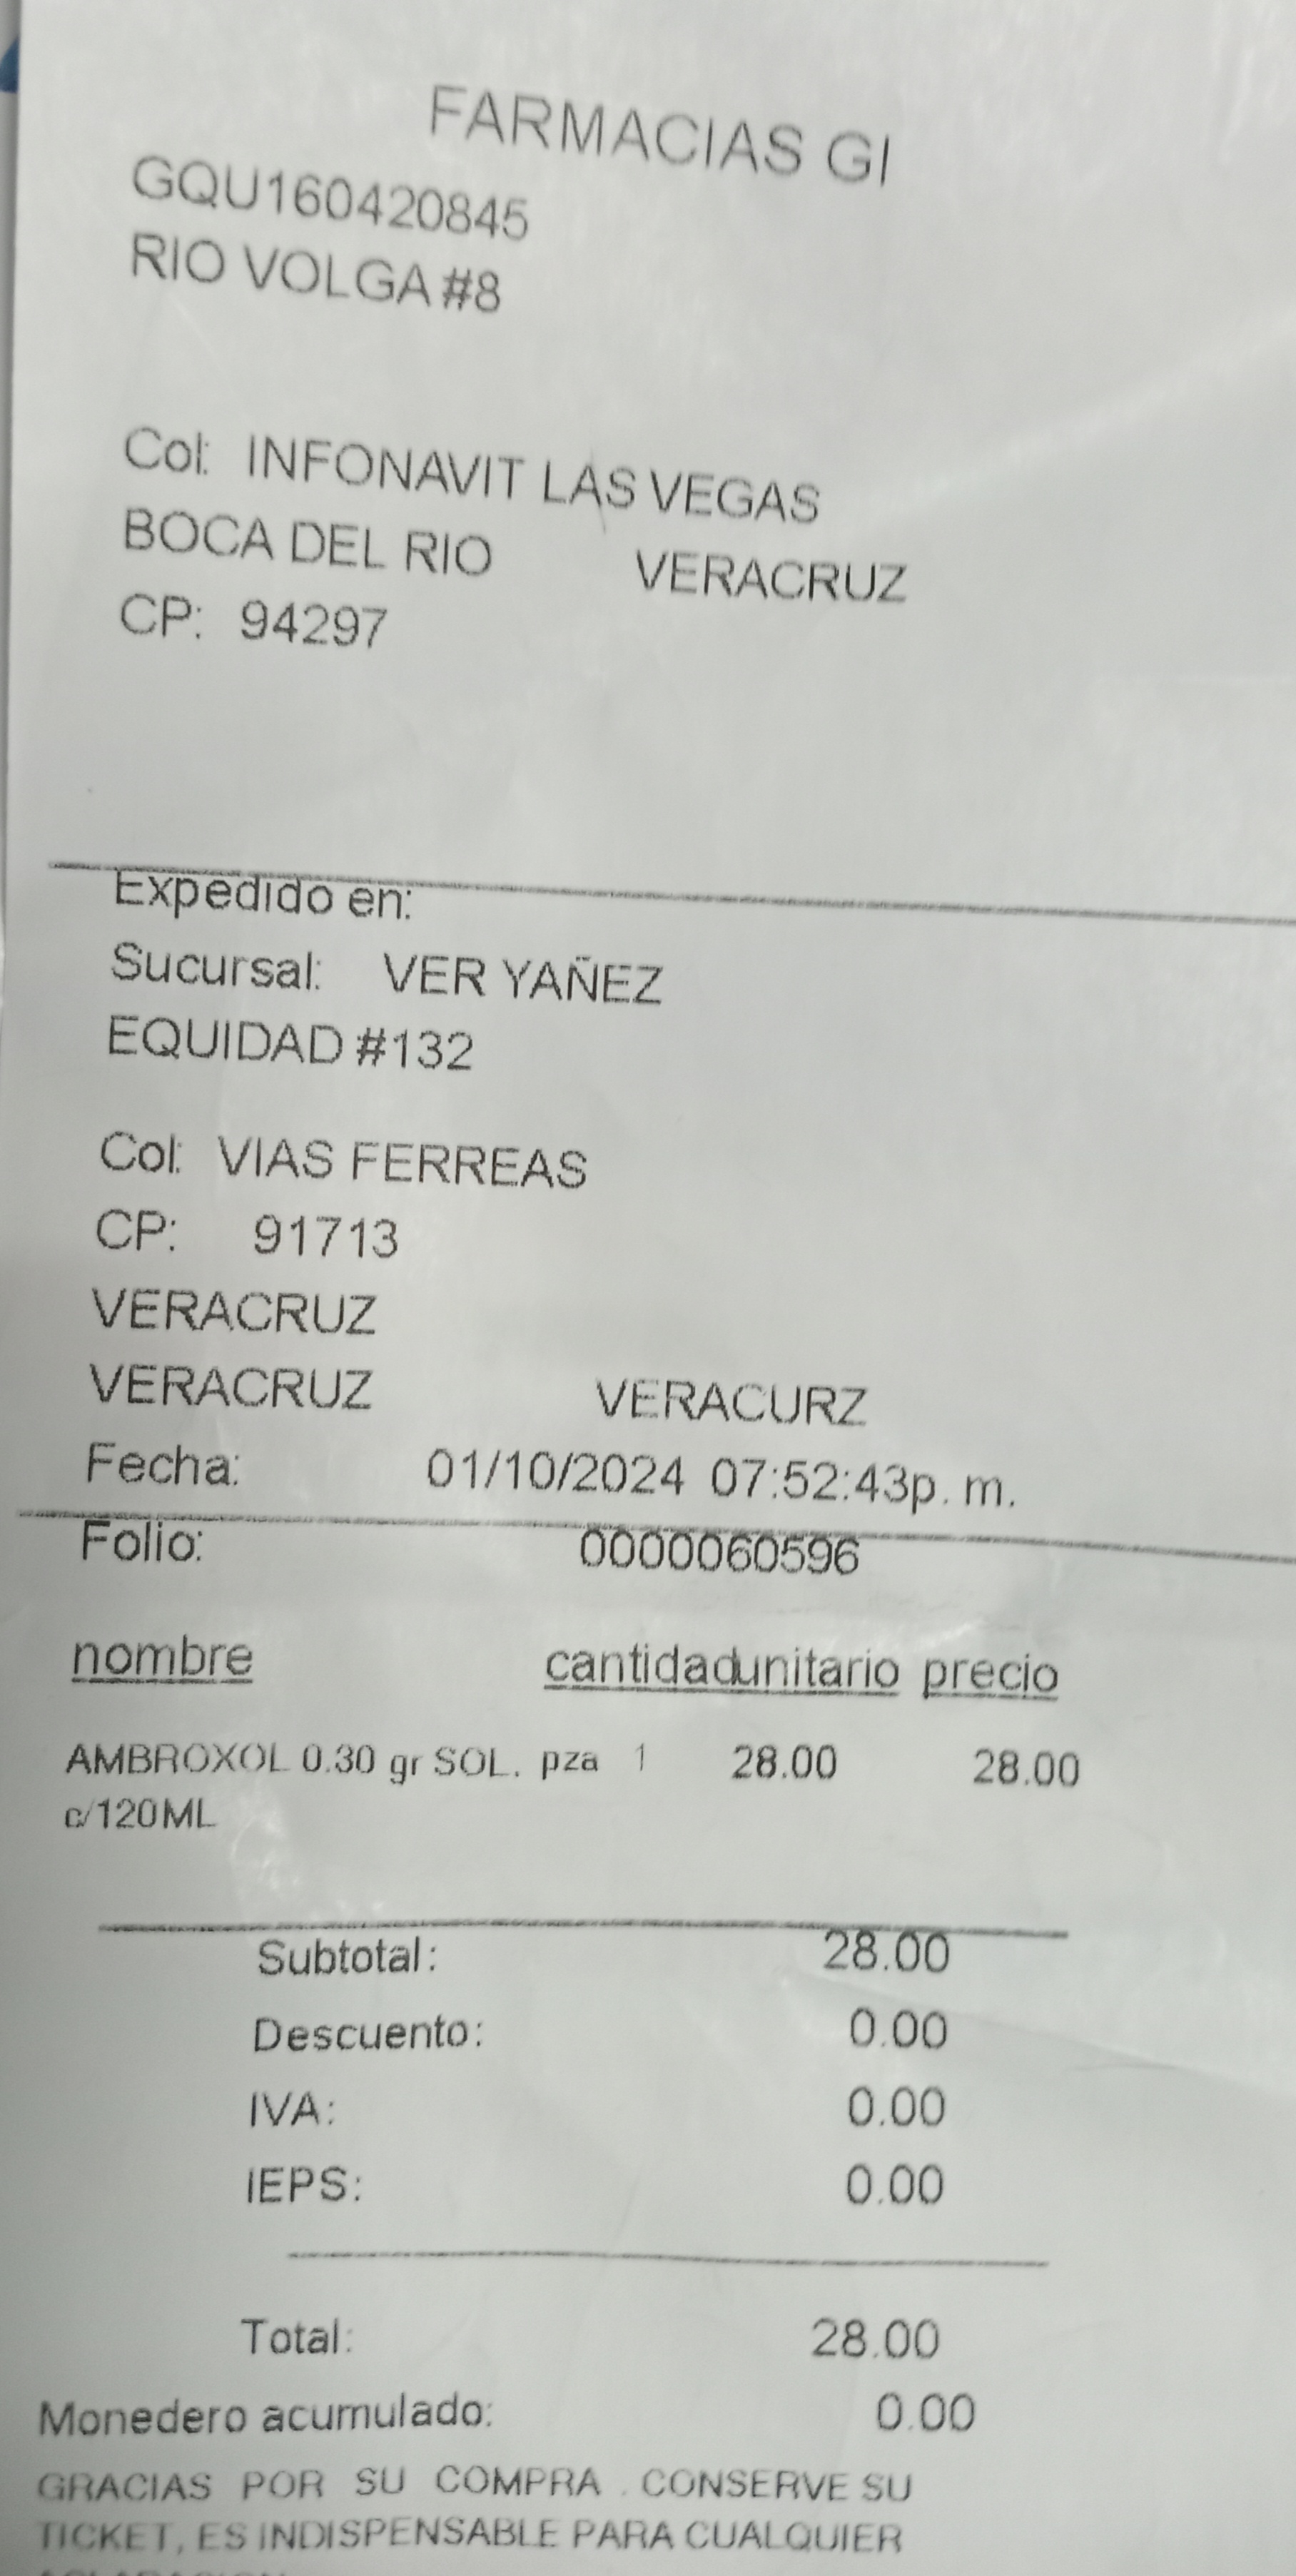 FARMACIAS GI
GQU160420845
RIO VOLGA #8
Col: INFONAVIT LAS VEGAS
BOCA DEL RIO VERACRUZ
CP: 94297
Expedido en:
Sucursal: VER YAÑEZ
EQUIDAD #132
Col: VIAS FERREAS
CP: 91713
VERACRUZ
VERACRUZ VERACURZ
Fecha: 01/10/2024 07:52:43p. m.
Folio: 0000060596
nombre cantidadunitario precio
AMBROXOL 0.30 gr SOL. pza 1 28.00 28.00
c/120ML
Subtotal: 28.00
Descuento: 0.00
IVA: 0.00
IEPS: 0.00
Total: 28.00
Monedero acumulado: 0.00
GRACIAS POR SU COMPRA . CONSERVE SU
TICKET, ES INDISPENSABLE PARA CUALQUIER